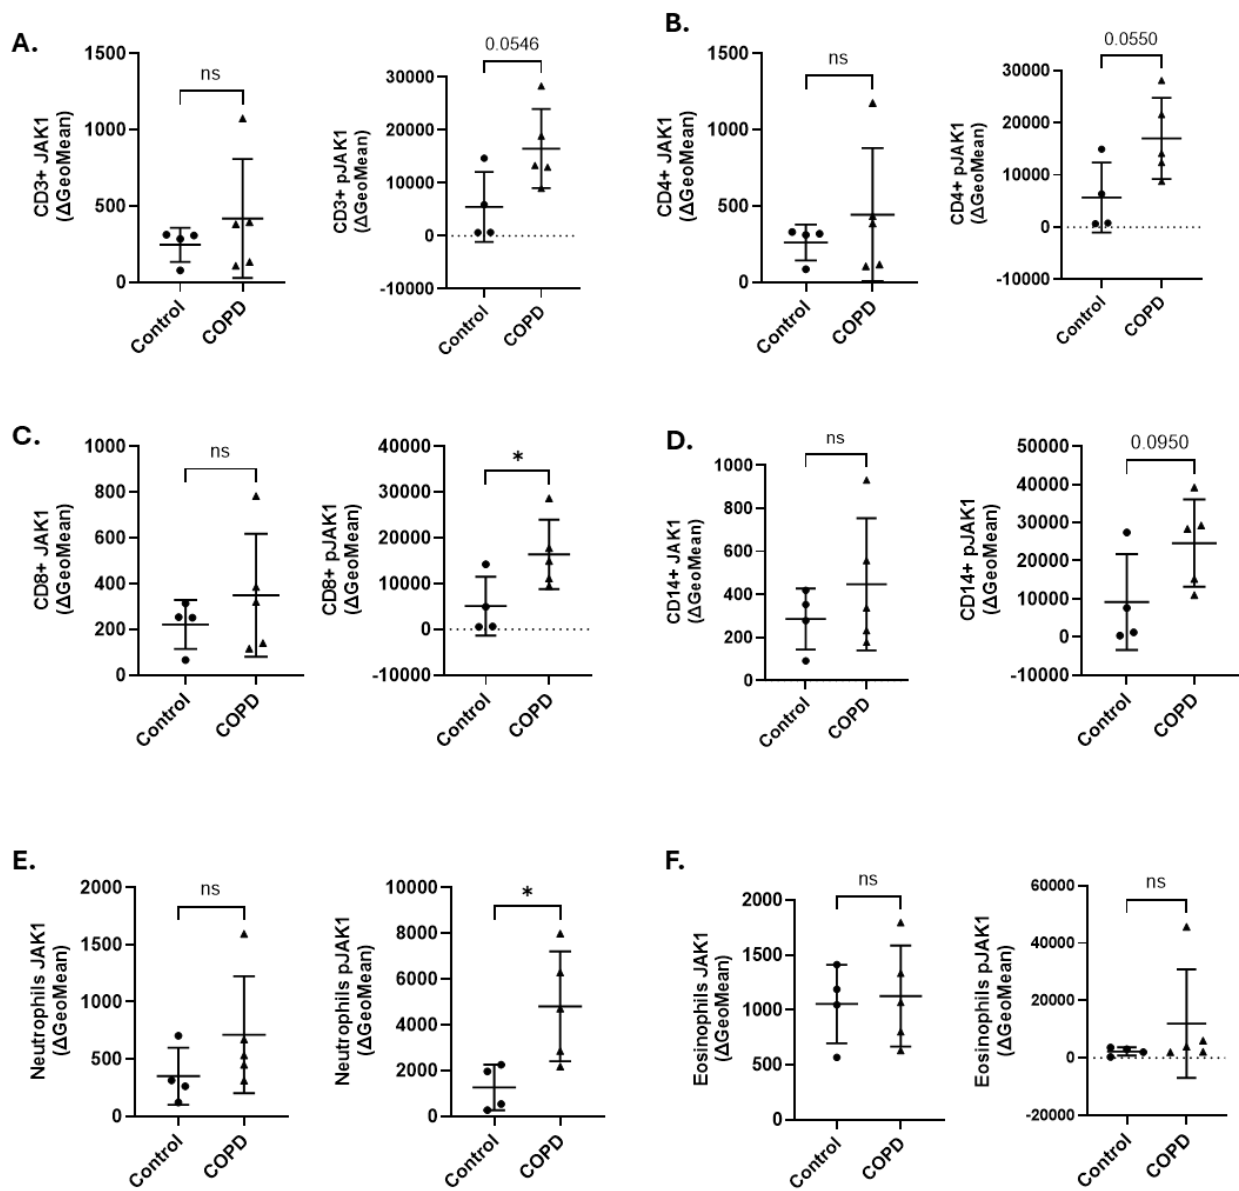 A.
CD3+ JAK1
(ΔGeoMean)
1500
1000
500
0
ns
Control
COPD
CD3+ pJAK1
(ΔGeoMean)
30000
20000
10000
0
-10000
0.0546
Control
COPD
B.
CD4+ JAK1
(ΔGeoMean)
1500
1000
500
0
ns
Control
COPD
CD4+ pJAK1
(ΔGeoMean)
30000
20000
10000
0
-10000
0.0550
Control
COPD
C.
CD8+ JAK1
(ΔGeoMean)
1000
800
600
400
200
0
ns
Control
COPD
CD8+ pJAK1
(ΔGeoMean)
40000
30000
20000
10000
0
-10000
*
Control
COPD
D.
CD14+ JAK1
(ΔGeoMean)
1000
800
600
400
200
0
ns
Control
COPD
CD14+ pJAK1
(ΔGeoMean)
50000
40000
30000
20000
10000
0
-10000
0.0950
Control
COPD
E.
Neutrophils JAK1
(ΔGeoMean)
2000
1500
1000
500
0
ns
Control
COPD
Neutrophils pJAK1
(ΔGeoMean)
10000
8000
6000
4000
2000
0
*
Control
COPD
F.
Eosinophils JAK1
(ΔGeoMean)
2000
1500
1000
500
0
ns
Control
COPD
Eosinophils pJAK1
(ΔGeoMean)
60000
40000
20000
0
-20000
ns
Control
COPD